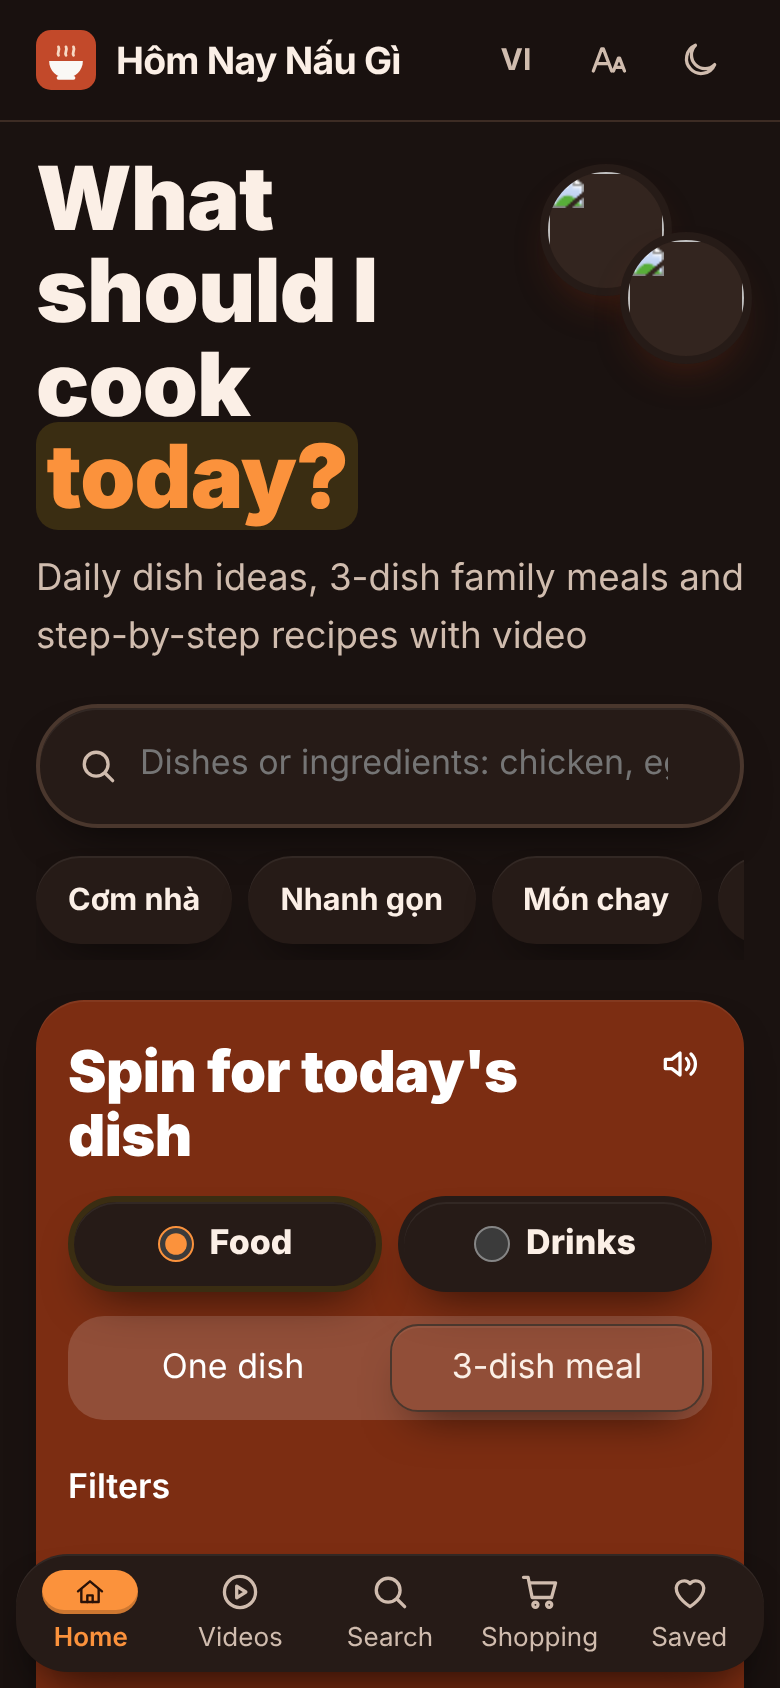 Hôm Nay Nấu Gì
VI
AA
What
should I
cook
today?
Daily dish ideas, 3-dish family meals and
step-by-step recipes with video
Dishes or ingredients: chicken,
Cơm nhà
Nhanh gọn
Món chay
Spin for today's
dish
Food
Drinks
One dish
3-dish meal
Filters
Home
Videos
Search
Shopping
Saved